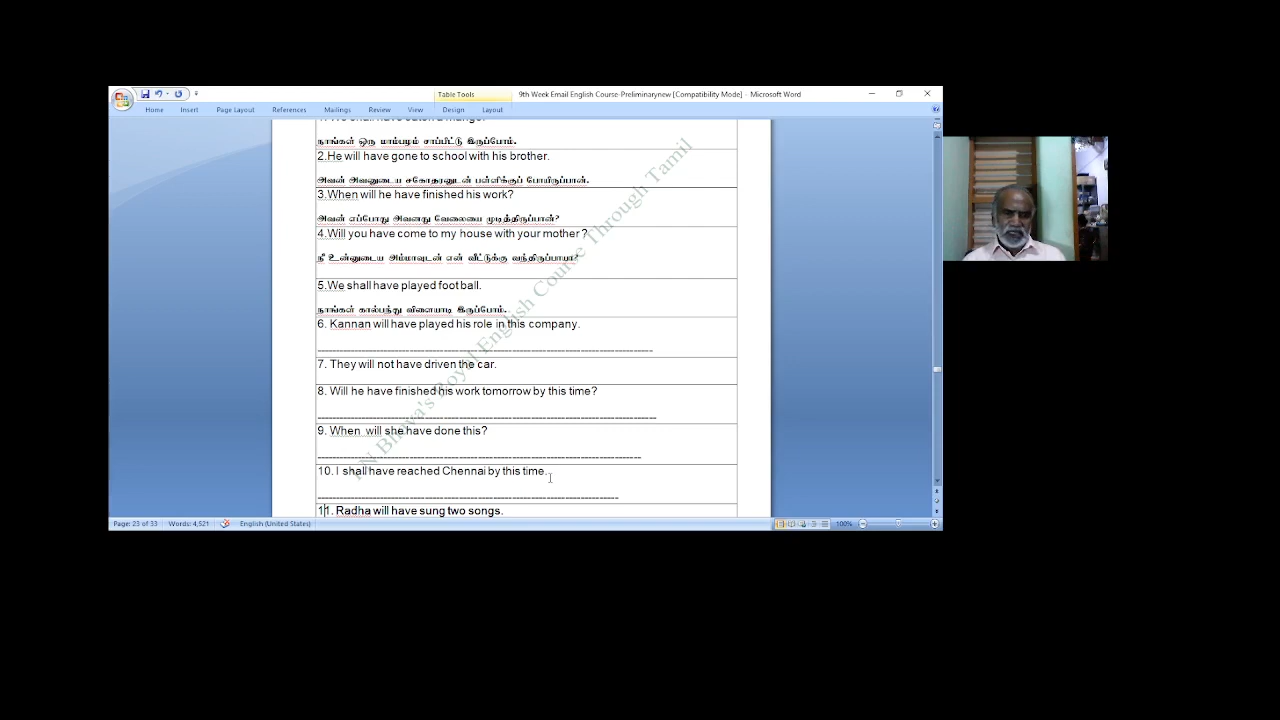 Table Tools
9th Week Email English Course-Preliminarynew [Compatibility Mode] - Microsoft Word
Home Insert Page Layout References Mailings Review View Design Layout
நாங்கள் ஒரு மாம்பழம் சாப்பிட்டு இருப்போம்.
2.He will have gone to school with his brother.
அவன் அவனுடைய சகோதரனுடன் பள்ளிக்குப் போயிருப்பான்.
3.When will he have finished his work?
அவன் எப்போது அவனது வேலையை முடித்திருப்பான்?
4.Will you have come to my house with your mother ?
நீ உன்னுடைய அம்மாவுடன் என் வீட்டுக்கு வந்திருப்பாயா?
5.We shall have played foot ball.
நாங்கள் கால்பந்து விளையாடி இருப்போம்.
6. Kannan will have played his role in this company.
7. They will not have driven the car.
8. Will he have finished his work tomorrow by this time?
9. When will she have done this?
10. I shall have reached Chennai by this time.
11. Radha will have sung two songs.
Bhava's Royal English Course Through Tamil
Page: 23 of 33 Words: 4,521 English (United States) 100%